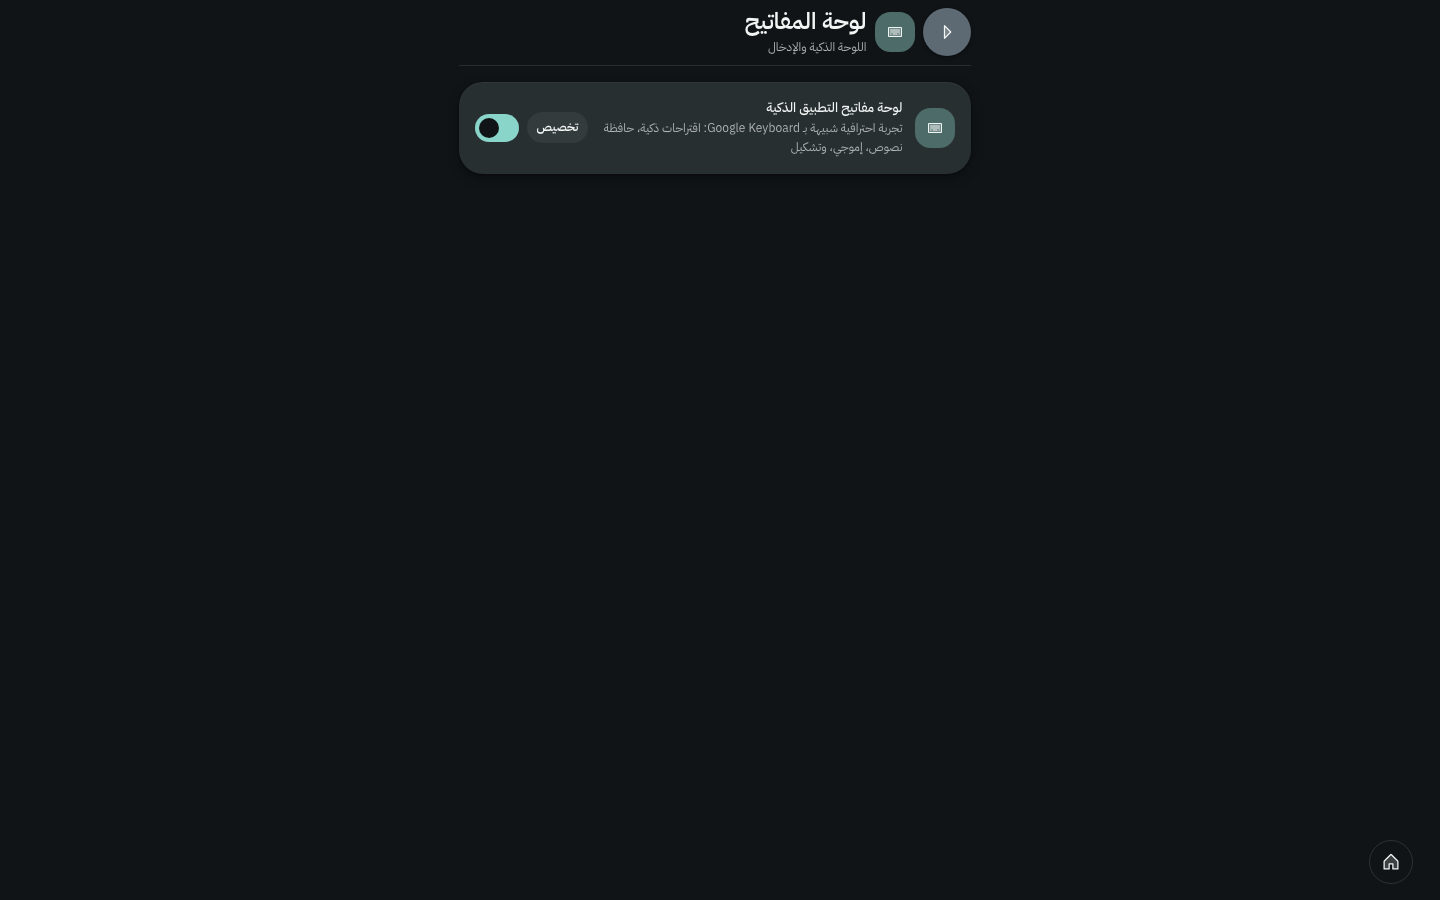 لوحة المفاتيح
اللوحة الذكية والإدخال
لوحة مفاتيح التطبيق الذكية
تجربة احترافية شبيهة بـ Google Keyboard: اقتراحات ذكية، حافظة
نصوص، إموجي، وتشكيل
تخصيص